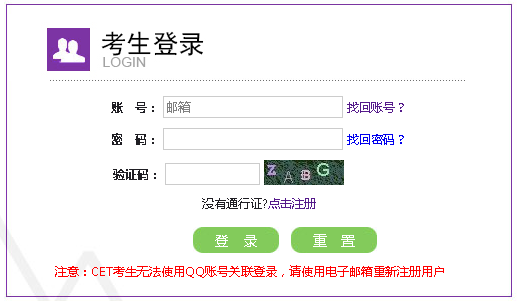 考生登录
LOGIN
账 号： 邮箱 找回账号？
密 码： 找回密码？
验证码： Z A B G
没有通行证?点击注册
登 录 重 置
注意：CET考生无法使用QQ账号关联登录，请使用电子邮箱重新注册用户